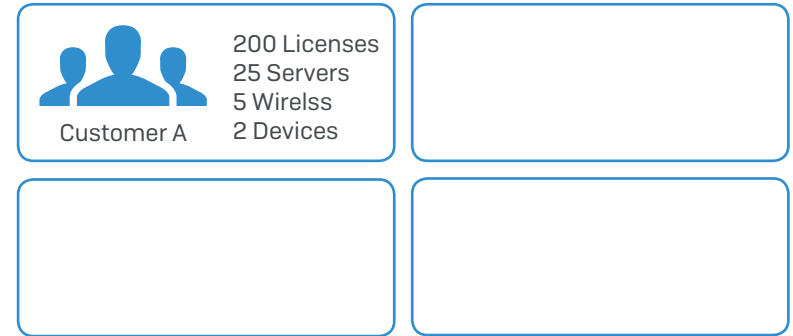 200 Licenses
25 Servers
5 Wirelss
2 Devices
Customer A